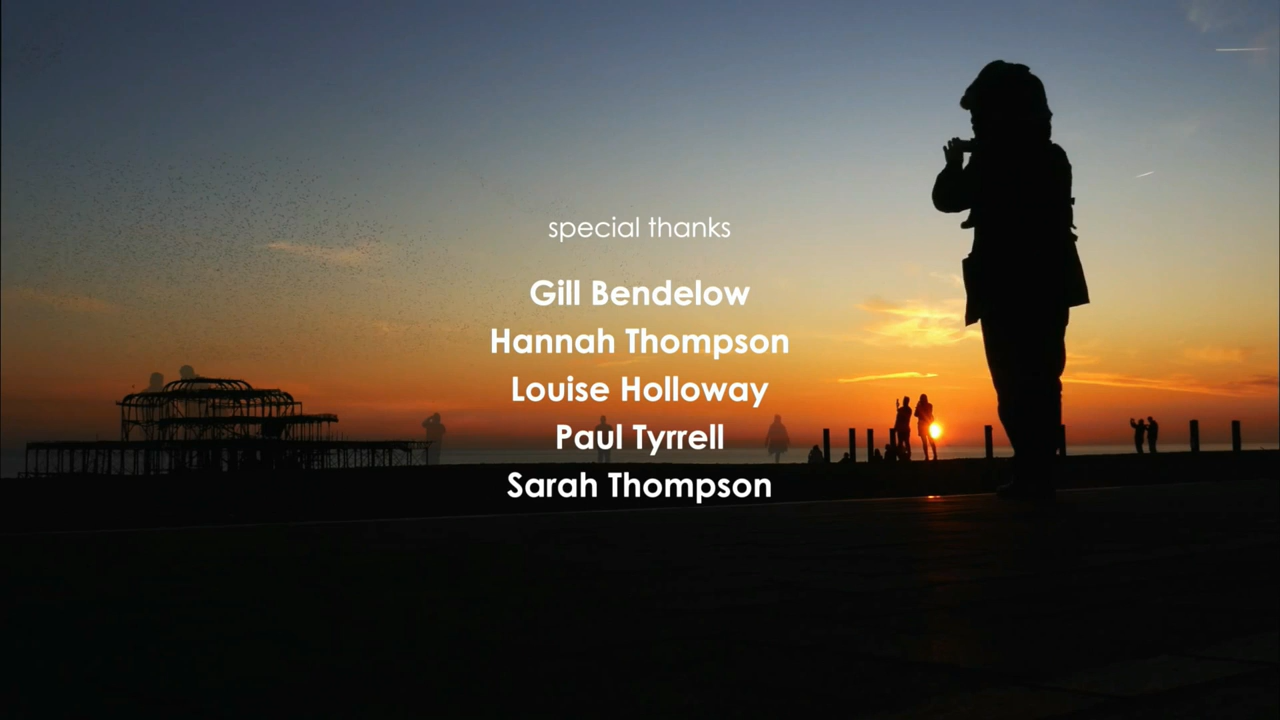 special thanks
Gill Bendelow
Hannah Thompson
Louise Holloway
Paul Tyrrell
Sarah Thompson